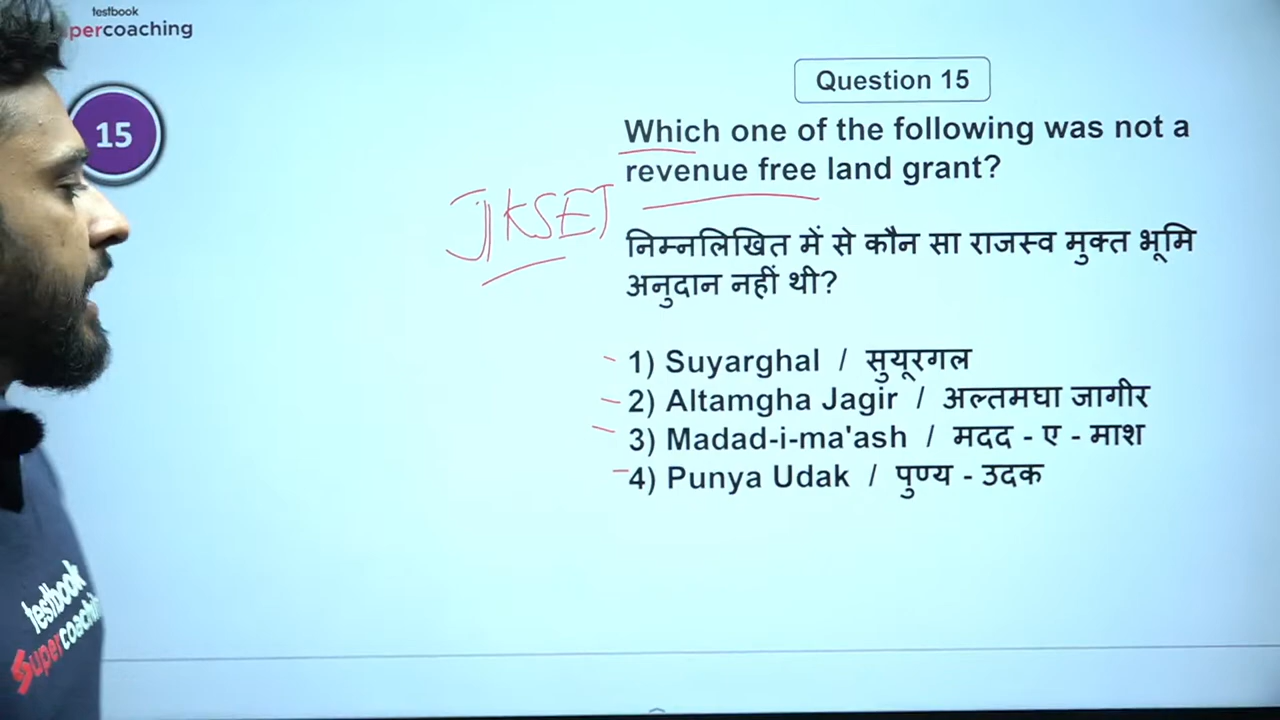 testbook
percoaching
15
Question 15
Which one of the following was not a
revenue free land grant?
JKSET
निम्नलिखित में से कौन सा राजस्व मुक्त भूमि
अनुदान नहीं थी?
1) Suyarghal / सुयूरगल
2) Altamgha Jagir / अल्तमघा जागीर
3) Madad-i-ma'ash / मदद - ए - माश
4) Punya Udak / पुण्य - उदक
testbook
Supercoachin